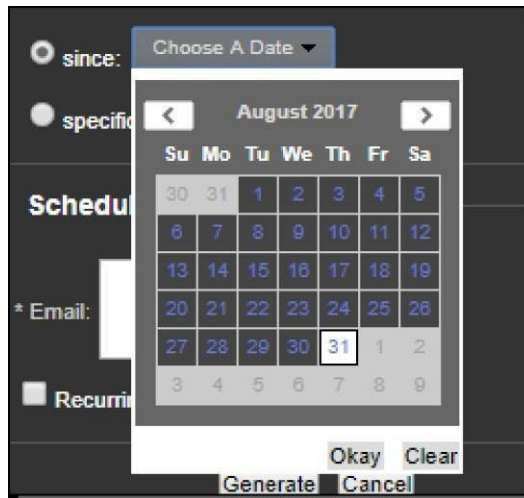 since: Choose A Date
specific
< August 2017 >
Su Mo Tu We Th Fr Sa
30 31 1 2 3 4 5
6 7 8 9 10 11 12
Schedul
13 14 15 16 17 18 19
20 21 22 23 24 25 26
* Email:
27 28 29 30 31 1 2
3 4 5 6 7 8 9
Recurrin
Okay Clear
Generate Cancel